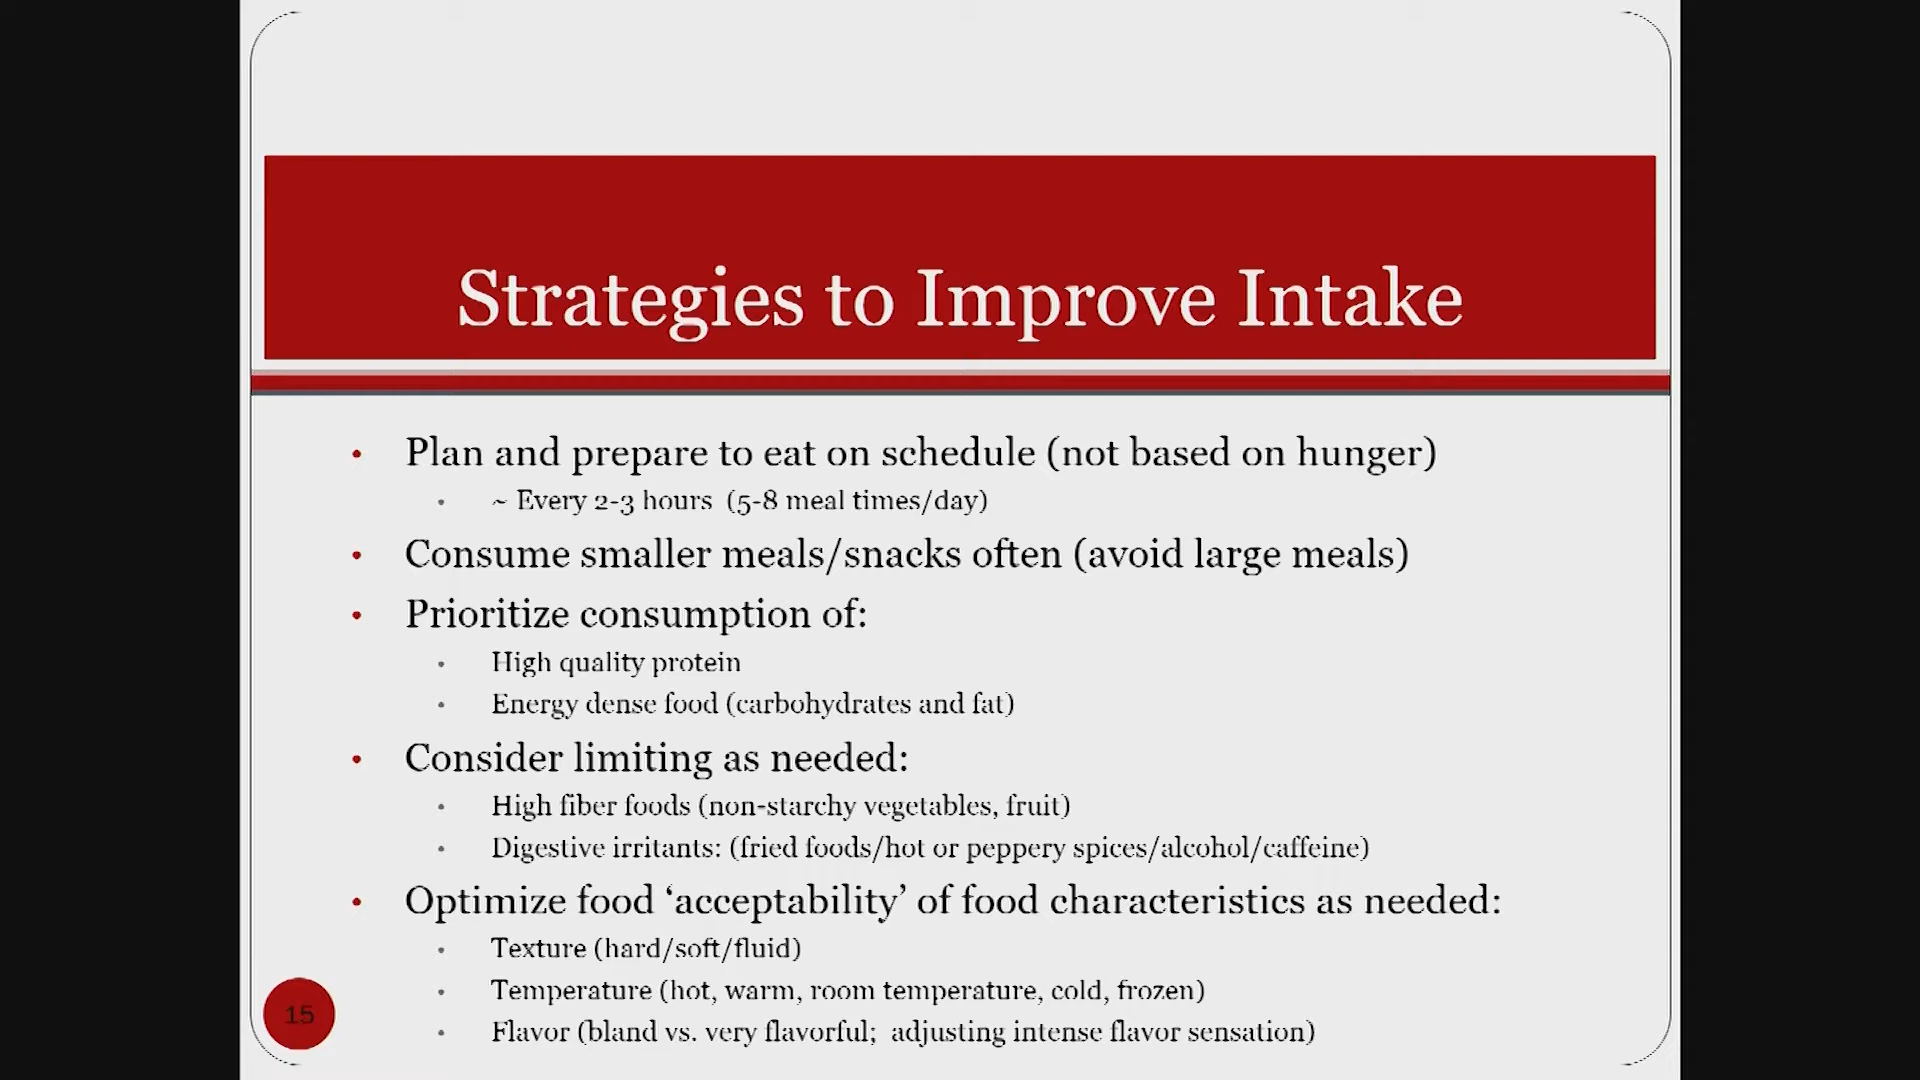 Strategies to Improve Intake
• Plan and prepare to eat on schedule (not based on hunger)
• ~ Every 2-3 hours (5-8 meal times/day)
• Consume smaller meals/snacks often (avoid large meals)
• Prioritize consumption of:
• High quality protein
• Energy dense food (carbohydrates and fat)
• Consider limiting as needed:
• High fiber foods (non-starchy vegetables, fruit)
• Digestive irritants: (fried foods/hot or peppery spices/alcohol/caffeine)
• Optimize food ‘acceptability’ of food characteristics as needed:
• Texture (hard/soft/fluid)
• Temperature (hot, warm, room temperature, cold, frozen)
• Flavor (bland vs. very flavorful; adjusting intense flavor sensation)
15